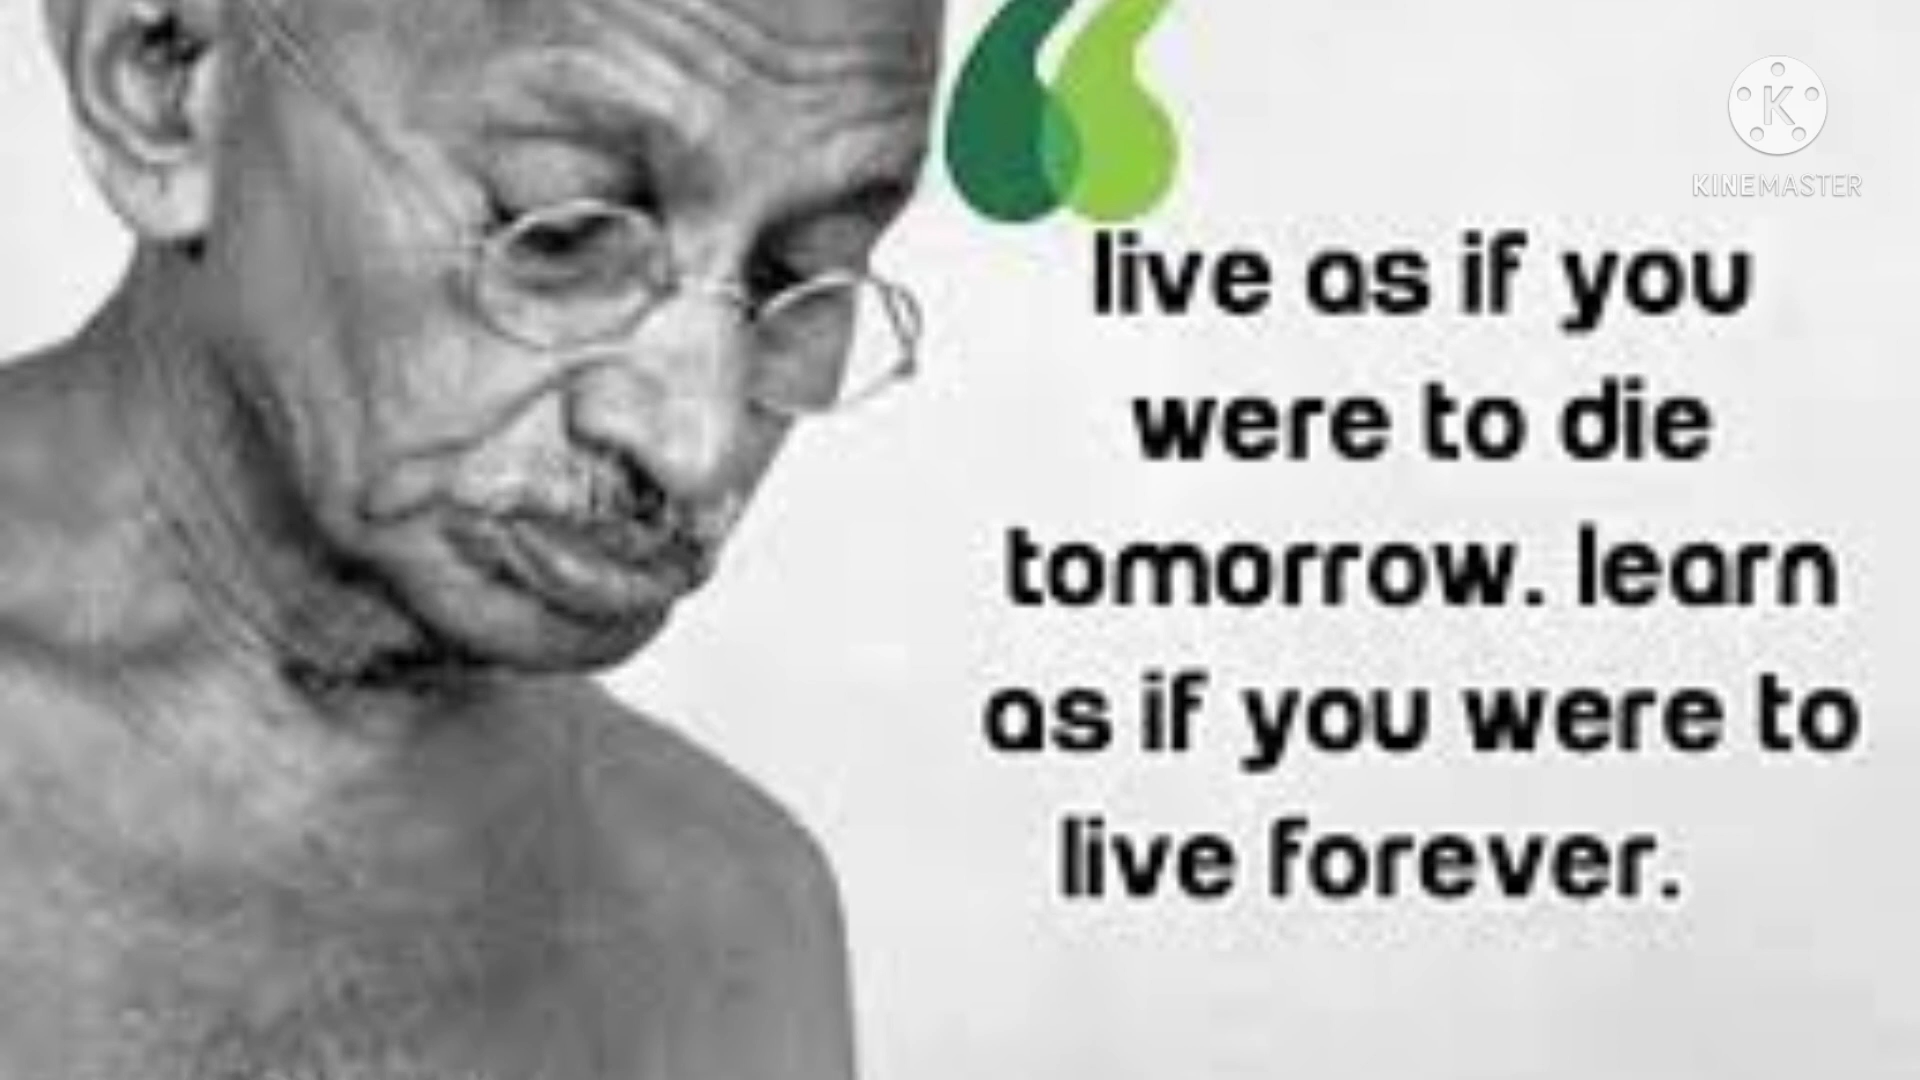 K
KINEMASTER
live as if you
were to die
tomorrow. learn
as if you were to
live forever.